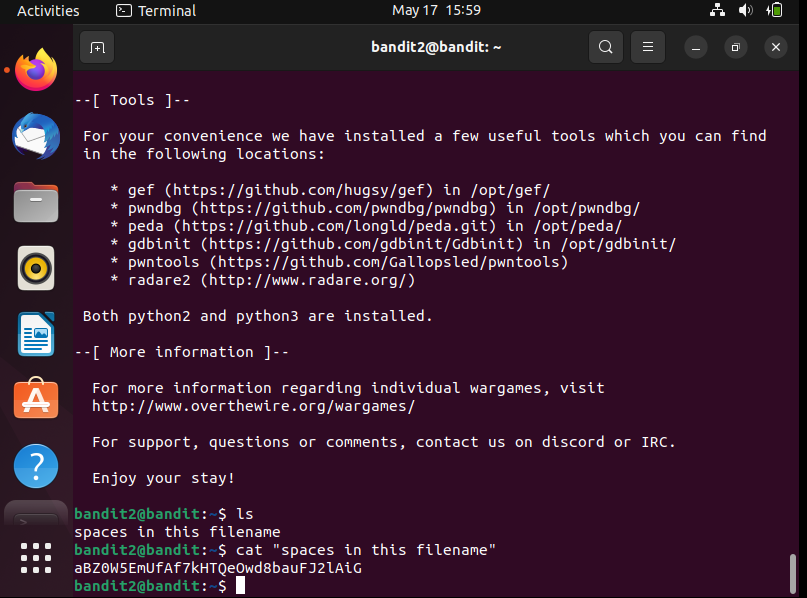 Activities
Terminal
May 17 15:59
bandit2@bandit: ~
--[ Tools ]--
For your convenience we have installed a few useful tools which you can find
in the following locations:
* gef (https://github.com/hugsy/gef) in /opt/gef/
* pwndbg (https://github.com/pwndbg/pwndbg) in /opt/pwndbg/
* peda (https://github.com/longld/peda.git) in /opt/peda/
* gdbinit (https://github.com/gdbinit/Gdbinit) in /opt/gdbinit/
* pwntools (https://github.com/Gallopsled/pwntools)
* radare2 (http://www.radare.org/)
Both python2 and python3 are installed.
--[ More information ]--
For more information regarding individual wargames, visit
http://www.overthewire.org/wargames/
For support, questions or comments, contact us on discord or IRC.
Enjoy your stay!
bandit2@bandit:~$ ls
spaces in this filename
bandit2@bandit:~$ cat "spaces in this filename"
aBZ0W5EmUfAf7kHTQeOwd8bauFJ2lAiG
bandit2@bandit:~$